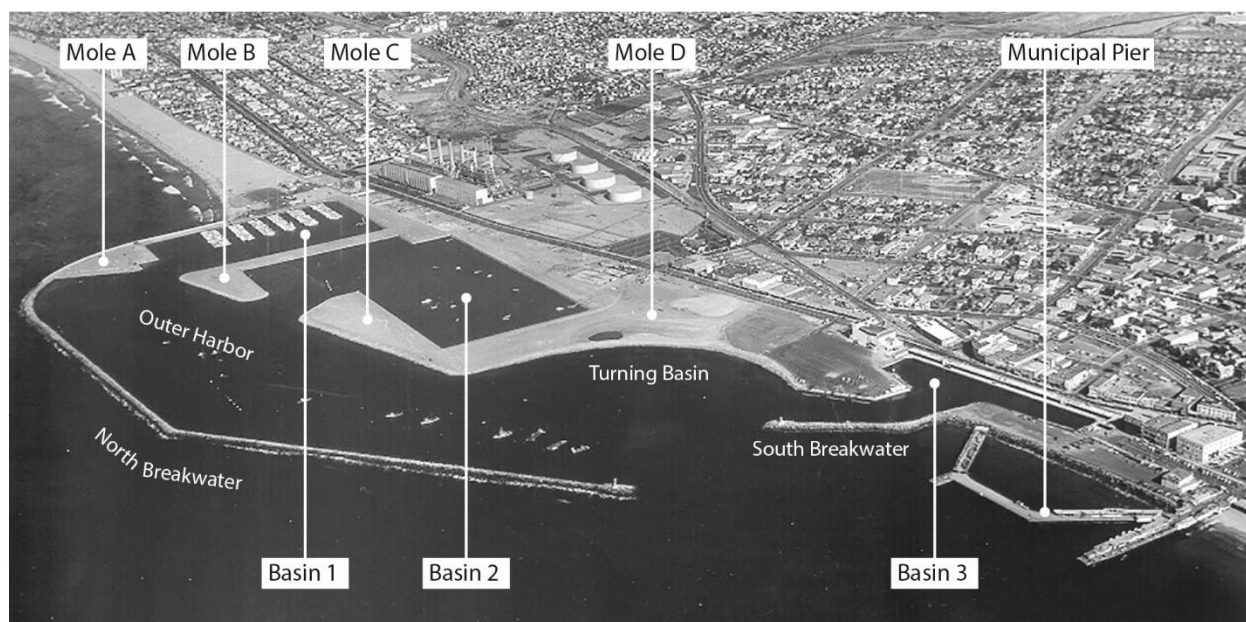 Mole A
Mole B
Mole C
Mole D
Municipal Pier
Outer Harbor
Turning Basin
North Breakwater
South Breakwater
Basin 1
Basin 2
Basin 3